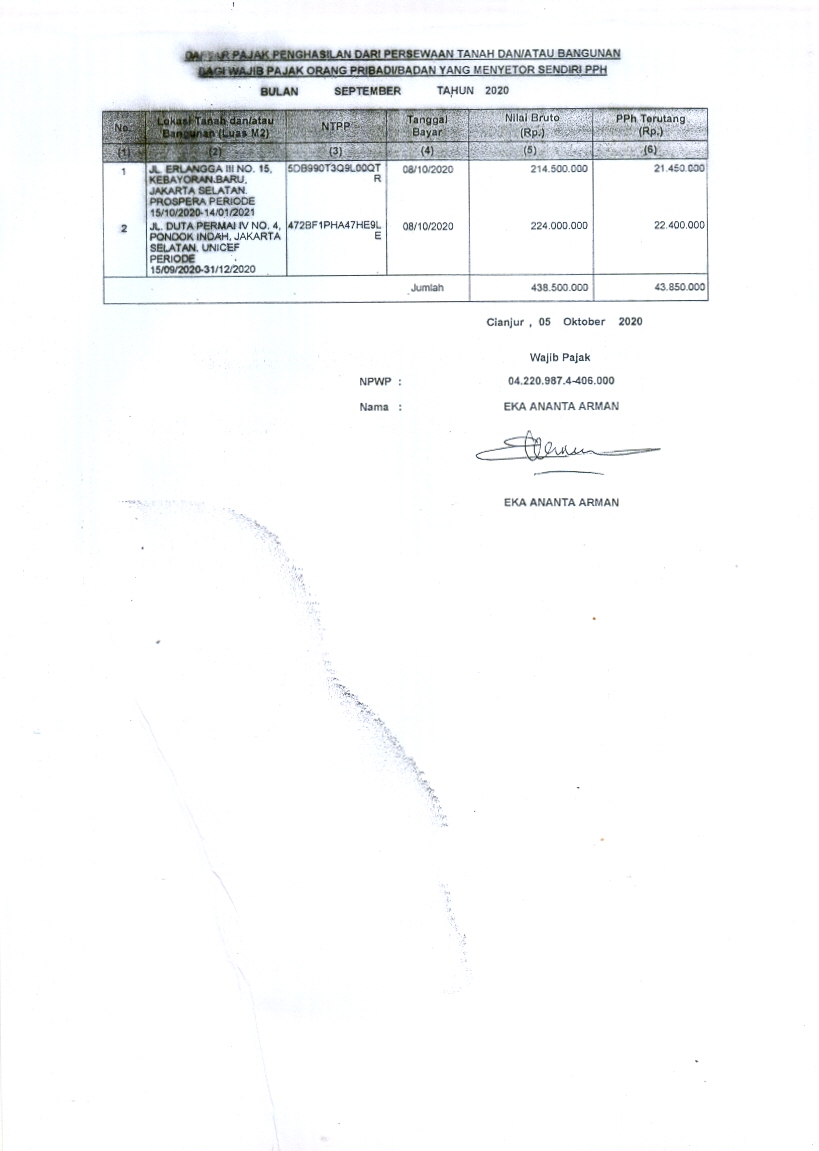 DAFTAR PAJAK PENGHASILAN DARI PERSEWAAN TANAH DAN/ATAU BANGUNAN
BAGI WAJIB PAJAK ORANG PRIBADI/BADAN YANG MENYETOR SENDIRI PPH
BULAN SEPTEMBER TAHUN 2020
No. Lokasi Tanah dan/atau Bangunan (Luas M2) NTPP Tanggal Bayar Nilai Bruto (Rp.) PPh Terutang (Rp.)
(1) (2) (3) (4) (5) (6)
1 JL. ERLANGGA III NO. 15, 5DB990T3Q9L00QT 08/10/2020 214.500.000 21.450.000
KEBAYORAN.BARU, R
JAKARTA SELATAN.
PROSPERA PERIODE
15/10/2020-14/01/2021
2 JL. DUTA PERMAI IV NO. 4, 472BF1PHA47HE9L 08/10/2020 224.000.000 22.400.000
PONDOK INDAH, JAKARTA E
SELATAN. UNICEF
PERIODE
15/09/2020-31/12/2020
Jumlah 438.500.000 43.850.000
Cianjur , 05 Oktober 2020
Wajib Pajak
NPWP : 04.220.987.4-406.000
Nama : EKA ANANTA ARMAN
EKA ANANTA ARMAN